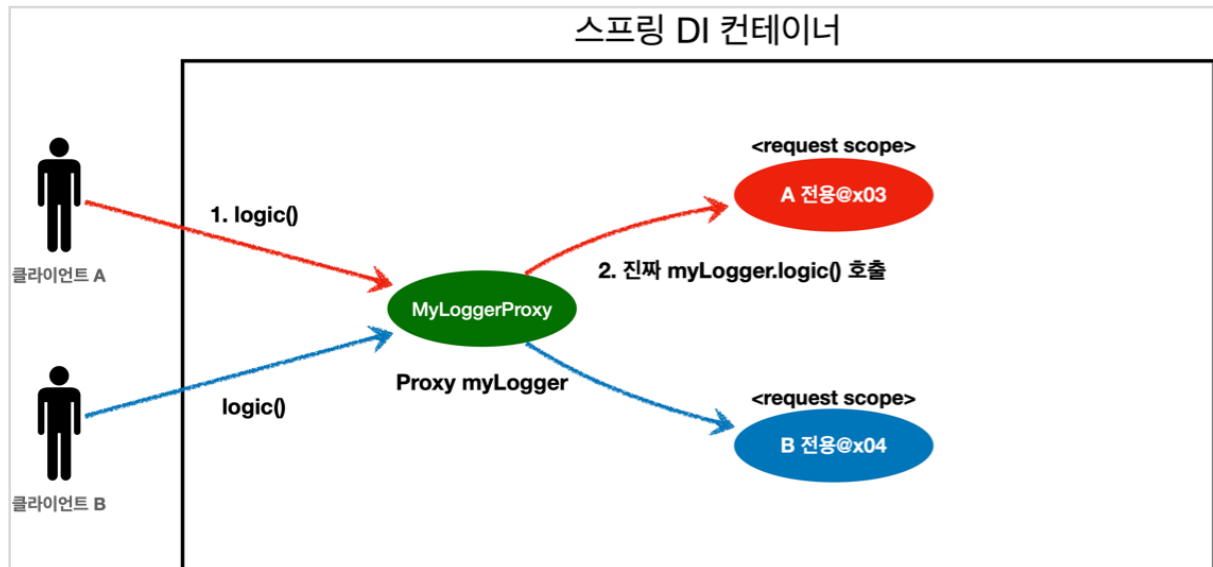 스프링 DI 컨테이너
<request scope>
A 전용@x03
1. logic()
클라이언트 A
2. 진짜 myLogger.logic() 호출
MyLoggerProxy
Proxy myLogger
logic()
<request scope>
B 전용@x04
클라이언트 B